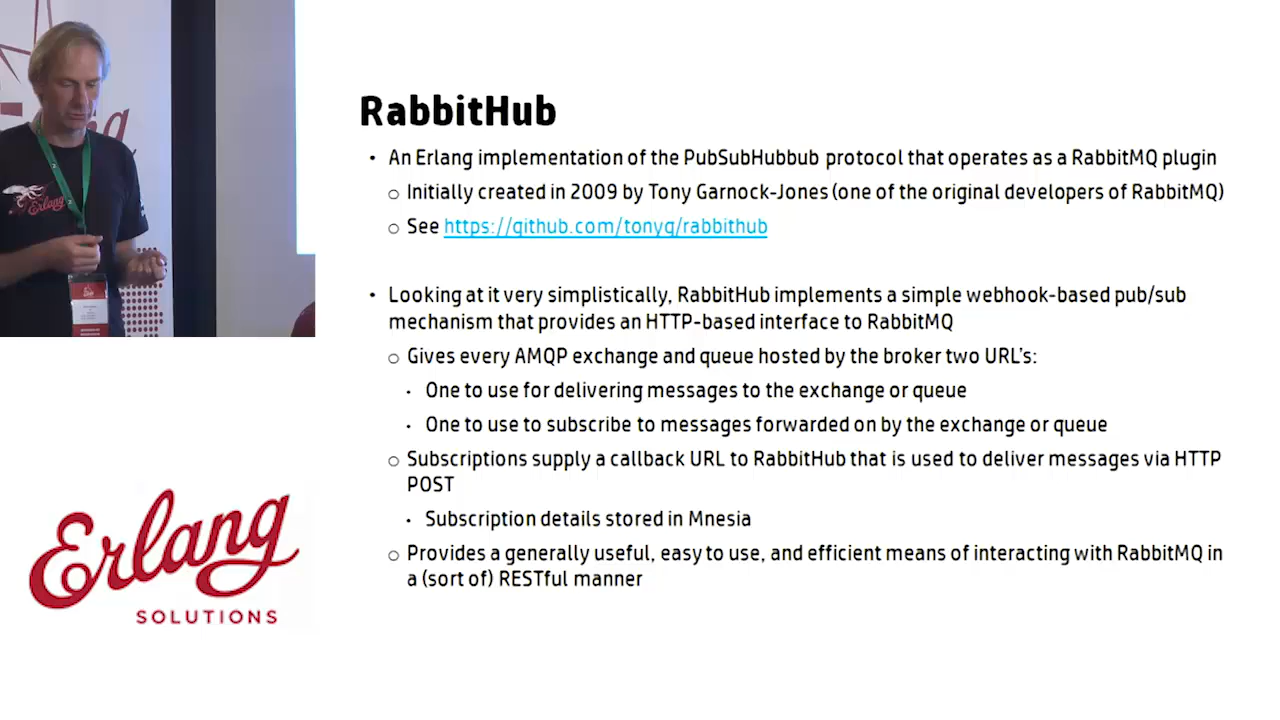 RabbitHub
• An Erlang implementation of the PubSubHubbub protocol that operates as a RabbitMQ plugin
o Initially created in 2009 by Tony Garnock-Jones (one of the original developers of RabbitMQ)
o See https://github.com/tonyg/rabbithub
• Looking at it very simplistically, RabbitHub implements a simple webhook-based pub/sub
mechanism that provides an HTTP-based interface to RabbitMQ
o Gives every AMQP exchange and queue hosted by the broker two URL's:
• One to use for delivering messages to the exchange or queue
• One to use to subscribe to messages forwarded on by the exchange or queue
o Subscriptions supply a callback URL to RabbitHub that is used to deliver messages via HTTP
POST
• Subscription details stored in Mnesia
o Provides a generally useful, easy to use, and efficient means of interacting with RabbitMQ in
a (sort of) RESTful manner
Erlang
Erlang
SOLUTIONS